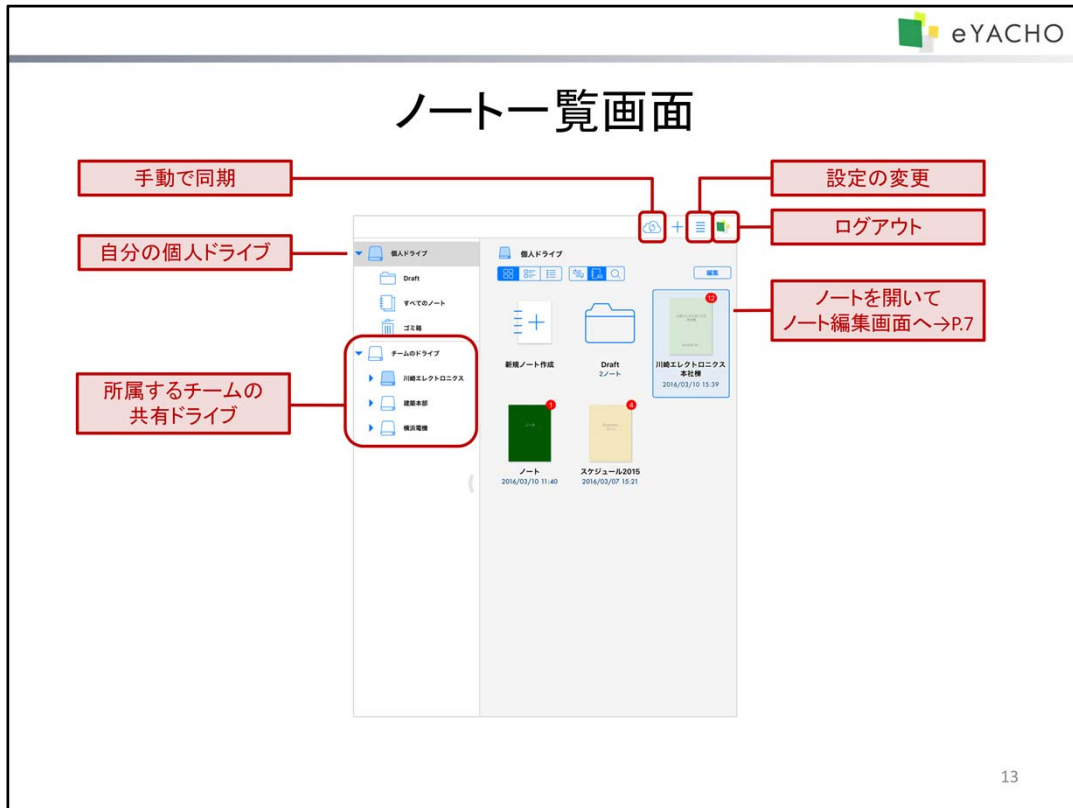 eYACHO
ノート一覧画面
手動で同期
設定の変更
自分の個人ドライブ
ログアウト
ノートを開いて
ノート編集画面へ→P.7
所属するチームの
共有ドライブ
個人ドライブ
Draft
すべてのノート
ゴミ箱
チームのドライブ
川崎エレクトロニクス
建築本部
横浜電機
個人ドライブ
編集
新規ノート作成
Draft
2ノート
12
川崎エレクトロニクス
本社棟
2016/03/10 15:39
1
ノート
ノート
2016/03/10 11:40
4
スケジュール2015
2016/03/07 15:21
13